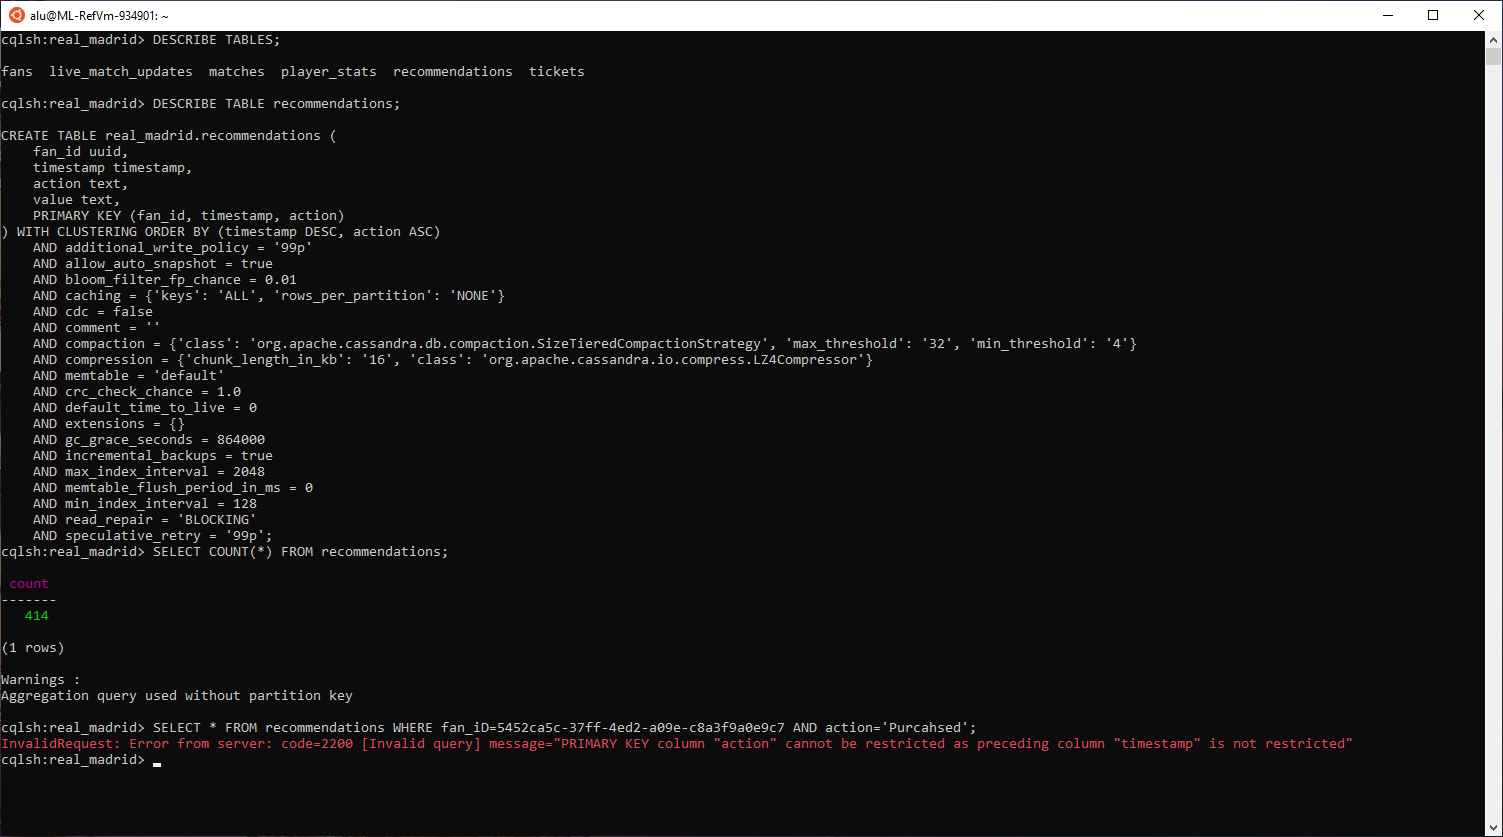 alu@ML-RefVm-934901: ~
cqlsh:real_madrid> DESCRIBE TABLES;
fans  live_match_updates  matches  player_stats  recommendations  tickets
cqlsh:real_madrid> DESCRIBE TABLE recommendations;
CREATE TABLE real_madrid.recommendations (
    fan_id uuid,
    timestamp timestamp,
    action text,
    value text,
    PRIMARY KEY (fan_id, timestamp, action)
) WITH CLUSTERING ORDER BY (timestamp DESC, action ASC)
    AND additional_write_policy = '99p'
    AND allow_auto_snapshot = true
    AND bloom_filter_fp_chance = 0.01
    AND caching = {'keys': 'ALL', 'rows_per_partition': 'NONE'}
    AND cdc = false
    AND comment = ''
    AND compaction = {'class': 'org.apache.cassandra.db.compaction.SizeTieredCompactionStrategy', 'max_threshold': '32', 'min_threshold': '4'}
    AND compression = {'chunk_length_in_kb': '16', 'class': 'org.apache.cassandra.io.compress.LZ4Compressor'}
    AND memtable = 'default'
    AND crc_check_chance = 1.0
    AND default_time_to_live = 0
    AND extensions = {}
    AND gc_grace_seconds = 864000
    AND incremental_backups = true
    AND max_index_interval = 2048
    AND memtable_flush_period_in_ms = 0
    AND min_index_interval = 128
    AND read_repair = 'BLOCKING'
    AND speculative_retry = '99p';
cqlsh:real_madrid> SELECT COUNT(*) FROM recommendations;
 count
-------
   414
(1 rows)
Warnings :
Aggregation query used without partition key
cqlsh:real_madrid> SELECT * FROM recommendations WHERE fan_iD=5452ca5c-37ff-4ed2-a09e-c8a3f9a0e9c7 AND action='Purcahsed';
InvalidRequest: Error from server: code=2200 [Invalid query] message="PRIMARY KEY column "action" cannot be restricted as preceding column "timestamp" is not restricted"
cqlsh:real_madrid>